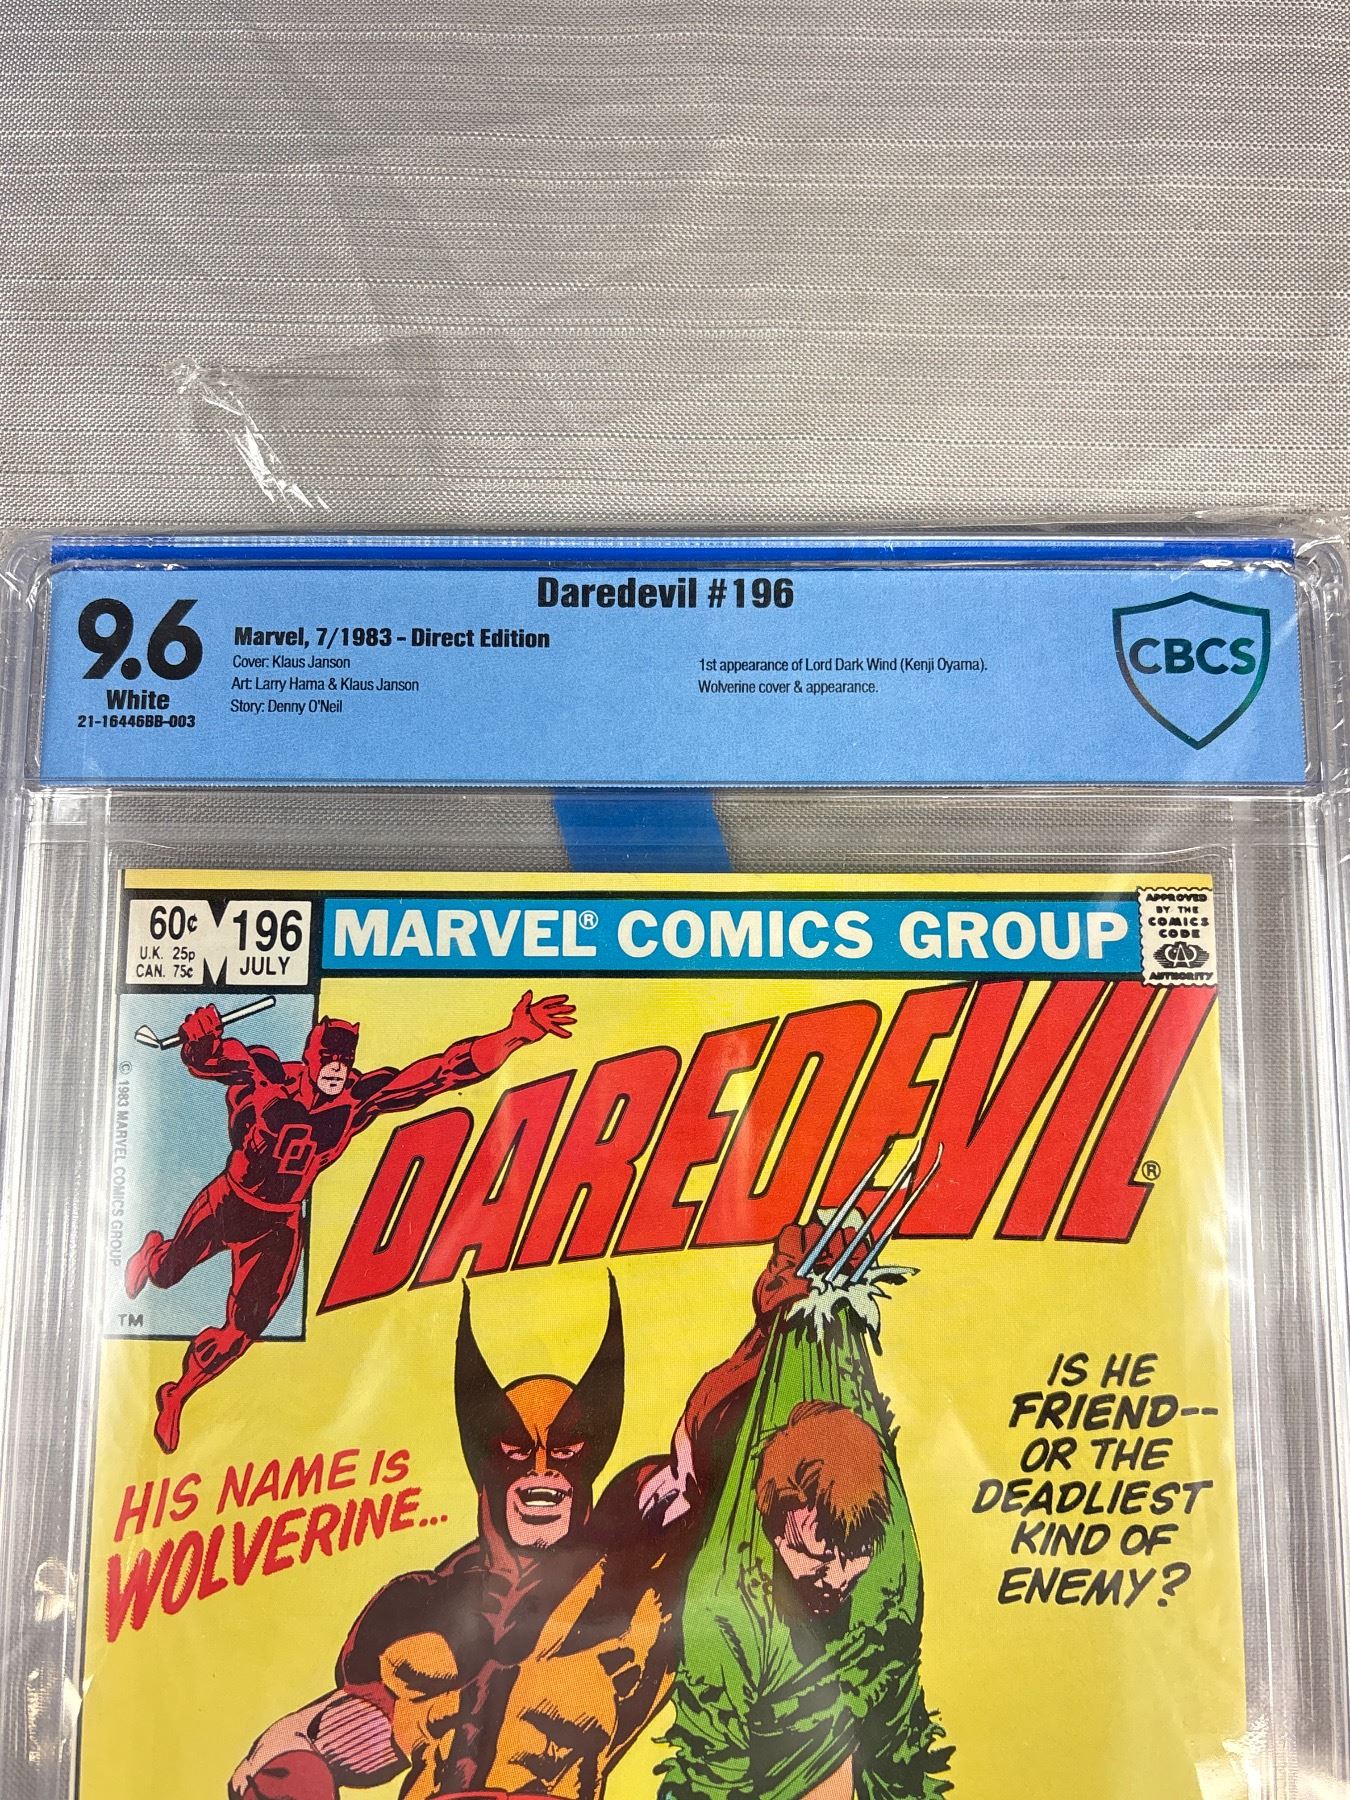 Daredevil #196
9.6
White
21-16446BB-003
Marvel, 7/1983 - Direct Edition
Cover: Klaus Janson
Art: Larry Hama & Klaus Janson
Story: Denny O'Neil
1st appearance of Lord Dark Wind (Kenji Oyama).
Wolverine cover & appearance.
CBCS
60¢
U.K. 25p
CAN. 75¢
M
196
JULY
MARVEL® COMICS GROUP
APPROVED
BY THE
COMICS
CODE
CA
AUTHORITY
© 1983 MARVEL COMICS GROUP
DD
TM
DAREDEVIL®
HIS NAME IS
WOLVERINE...
IS HE
FRIEND--
OR THE
DEADLIEST
KIND OF
ENEMY?